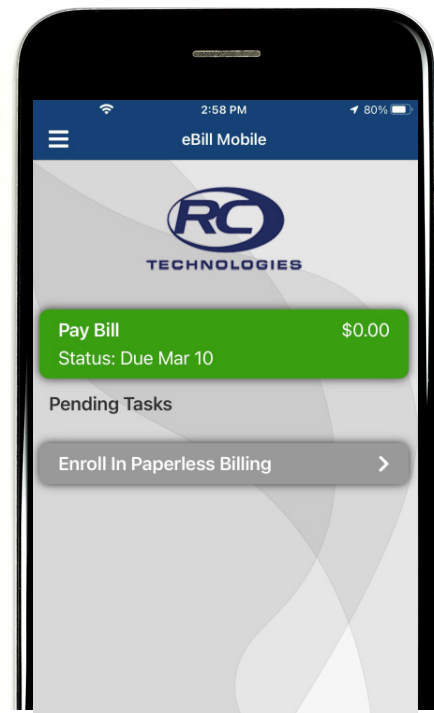 2:58 PM
80%
eBill Mobile
RC
TECHNOLOGIES
Pay Bill $0.00
Status: Due Mar 10
Pending Tasks
Enroll In Paperless Billing